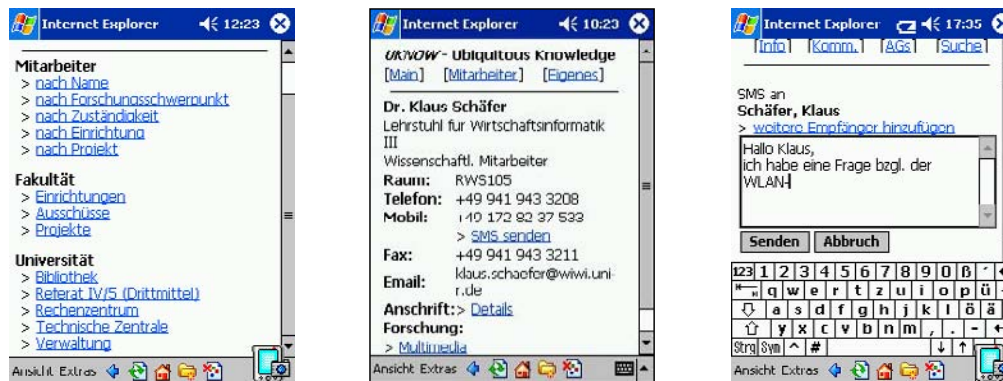 Internet Explorer 12:23
Mitarbeiter
> nach Name
> nach Forschungsschwerpunkt
> nach Zuständigkeit
> nach Einrichtung
> nach Projekt
Fakultät
> Einrichtungen
> Ausschüsse
> Projekte
Universität
> Bibliothek
> Referat IV/5 (Drittmittel)
> Rechenzentrum
> Technische Zentrale
> Verwaltung
Ansicht Extras
Internet Explorer 10:23
UKNOW - Ubiquitous Knowledge
[Main] [Mitarbeiter] [Eigenes]
Dr. Klaus Schäfer
Lehrstuhl für Wirtschaftsinformatik
III
Wissenschaftl. Mitarbeiter
Raum: RWS105
Telefon: +49 941 943 3208
Mobil: +49 172 82 37 533
> SMS senden
Fax: +49 941 943 3211
Email: klaus.schaefer@wiwi.uni-
r.de
Anschrift:> Details
Forschung:
> Multimedia
Ansicht Extras
Internet Explorer 17:35
[Info] [Komm.] [AGs] [Suche]
SMS an
Schäfer, Klaus
> weitere Empfänger hinzufügen
Hallo Klaus,
ich habe eine Frage bzgl. der
WLAN-
Senden Abbruch
123 1 2 3 4 5 6 7 8 9 0 ß ´
q w e r t z u i o p ü +
a s d f g h j k l ö ä
y x c v b n m , . -
Strg Sym ^ #
Ansicht Extras